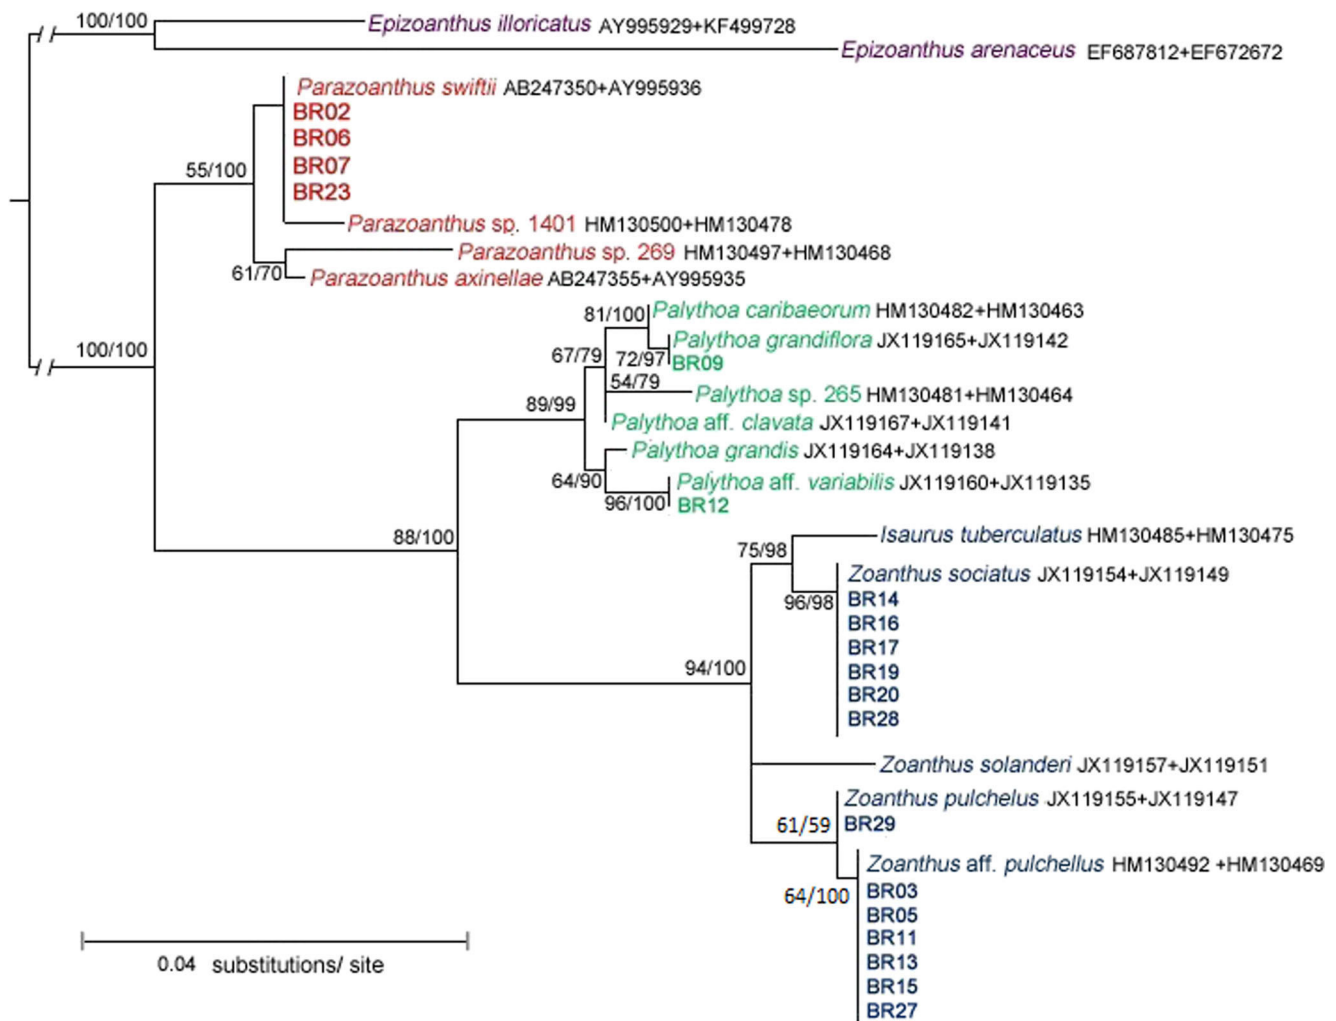 100/100
Epizoanthus illoricatus AY995929+KF499728
Epizoanthus arenaceus EF687812+EF672672
Parazoanthus swiftii AB247350+AY995936
BR02
BR06
BR07
BR23
55/100
Parazoanthus sp. 1401 HM130500+HM130478
Parazoanthus sp. 269 HM130497+HM130468
61/70
Parazoanthus axinellae AB247355+AY995935
100/100
81/100
Palythoa caribaeorum HM130482+HM130463
Palythoa grandiflora JX119165+JX119142
67/79
72/97
BR09
54/79
Palythoa sp. 265 HM130481+HM130464
89/99
Palythoa aff. clavata JX119167+JX119141
Palythoa grandis JX119164+JX119138
64/90
Palythoa aff. variabilis JX119160+JX119135
96/100
BR12
88/100
Isaurus tuberculatus HM130485+HM130475
75/98
Zoanthus sociatus JX119154+JX119149
96/98
BR14
BR16
BR17
BR19
BR20
BR28
94/100
Zoanthus solanderi JX119157+JX119151
Zoanthus pulchelus JX119155+JX119147
61/59
BR29
Zoanthus aff. pulchellus HM130492 +HM130469
64/100
BR03
BR05
BR11
BR13
BR15
BR27
0.04 substitutions/ site